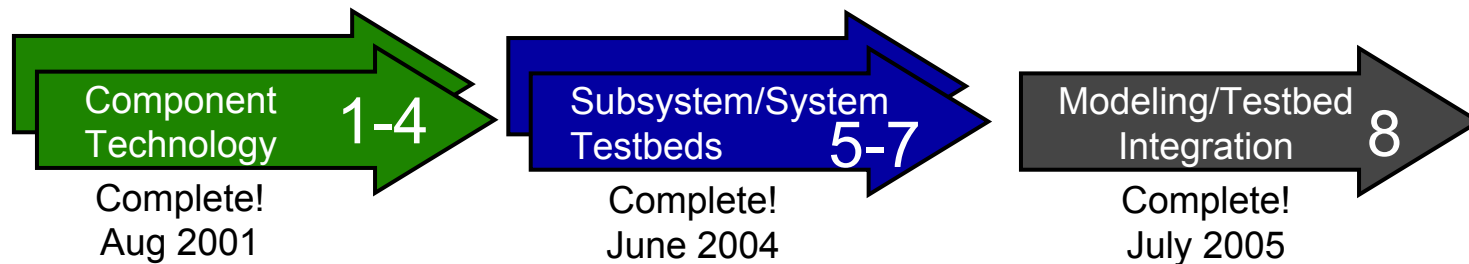 Component
Technology
1-4
Complete!
Aug 2001
Subsystem/System
Testbeds
5-7
Complete!
June 2004
Modeling/Testbed
Integration
8
Complete!
July 2005